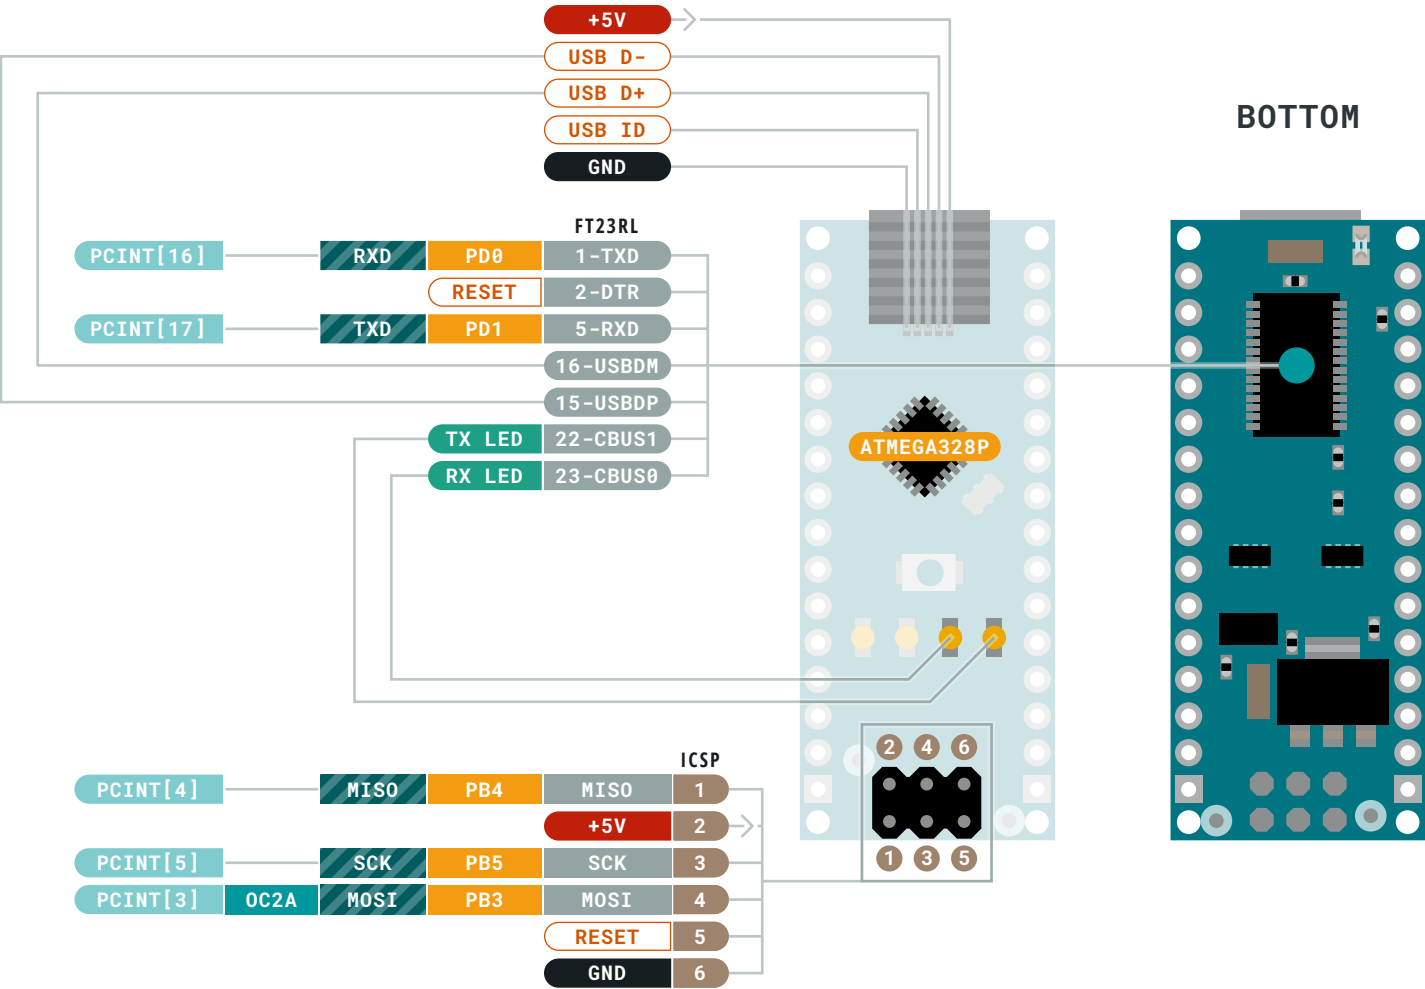 +5V
USB D-
USB D+
USB ID
GND
BOTTOM
FT23RL
PCINT[16] RXD PD0 1-TXD
RESET 2-DTR
PCINT[17] TXD PD1 5-RXD
16-USBDM
15-USBDP
TX LED 22-CBUS1
RX LED 23-CBUS0
ATMEGA328P
2 4 6
1 3 5
ICSP
PCINT[4] MISO PB4 MISO 1
+5V 2
PCINT[5] SCK PB5 SCK 3
PCINT[3] OC2A MOSI PB3 MOSI 4
RESET 5
GND 6